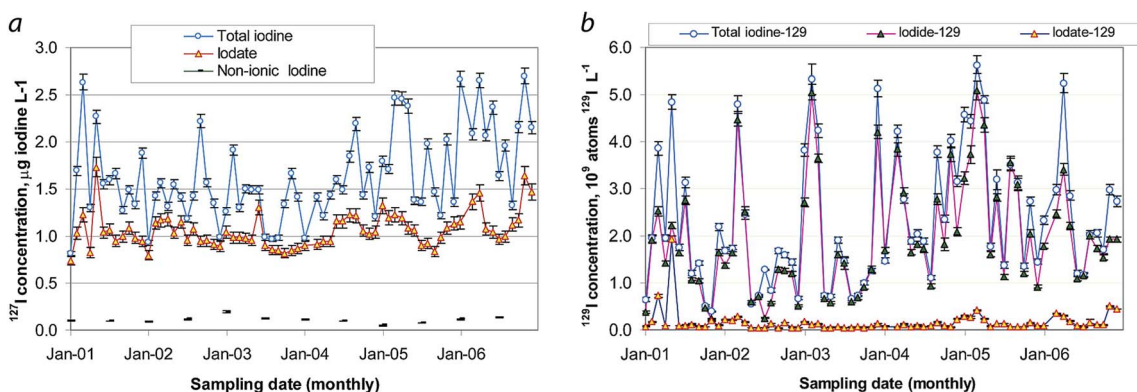 a
Total iodine
Iodate
Non-ionic Iodine
127I concentration, µg iodine L-1
3.0
2.5
2.0
1.5
1.0
0.5
0.0
Jan-01 Jan-02 Jan-03 Jan-04 Jan-05 Jan-06
Sampling date (monthly)
b
Total iodine-129 Iodide-129 Iodate-129
129I concentration, 10^9 atoms 129I L-1
6.0
5.0
4.0
3.0
2.0
1.0
0.0
Jan-01 Jan-02 Jan-03 Jan-04 Jan-05 Jan-06
Sampling date (monthly)